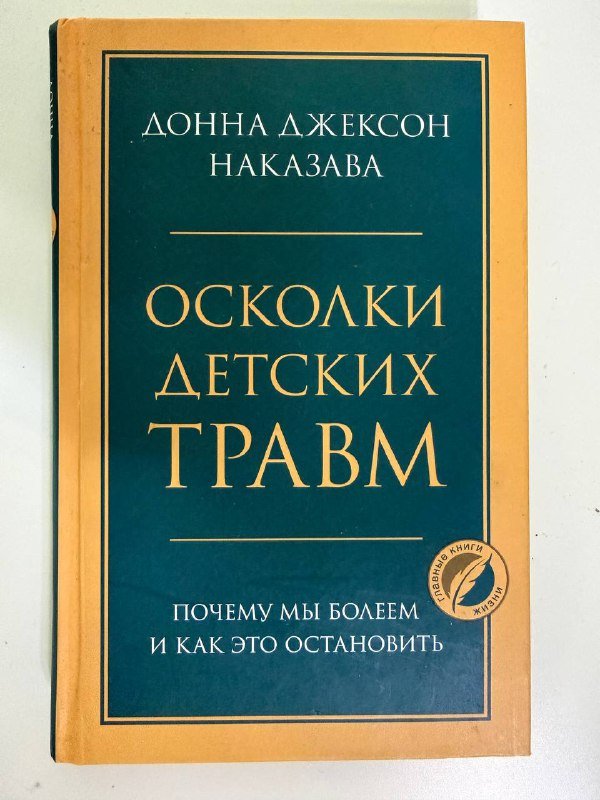 ДОННА ДЖЕКСОН
НАКАЗАВА
ОСКОЛКИ
ДЕТСКИХ
ТРАВМ
ГЛАВНЫЕ КНИГИ
ЖИЗНИ
ПОЧЕМУ МЫ БОЛЕЕМ
И КАК ЭТО ОСТАНОВИТЬ